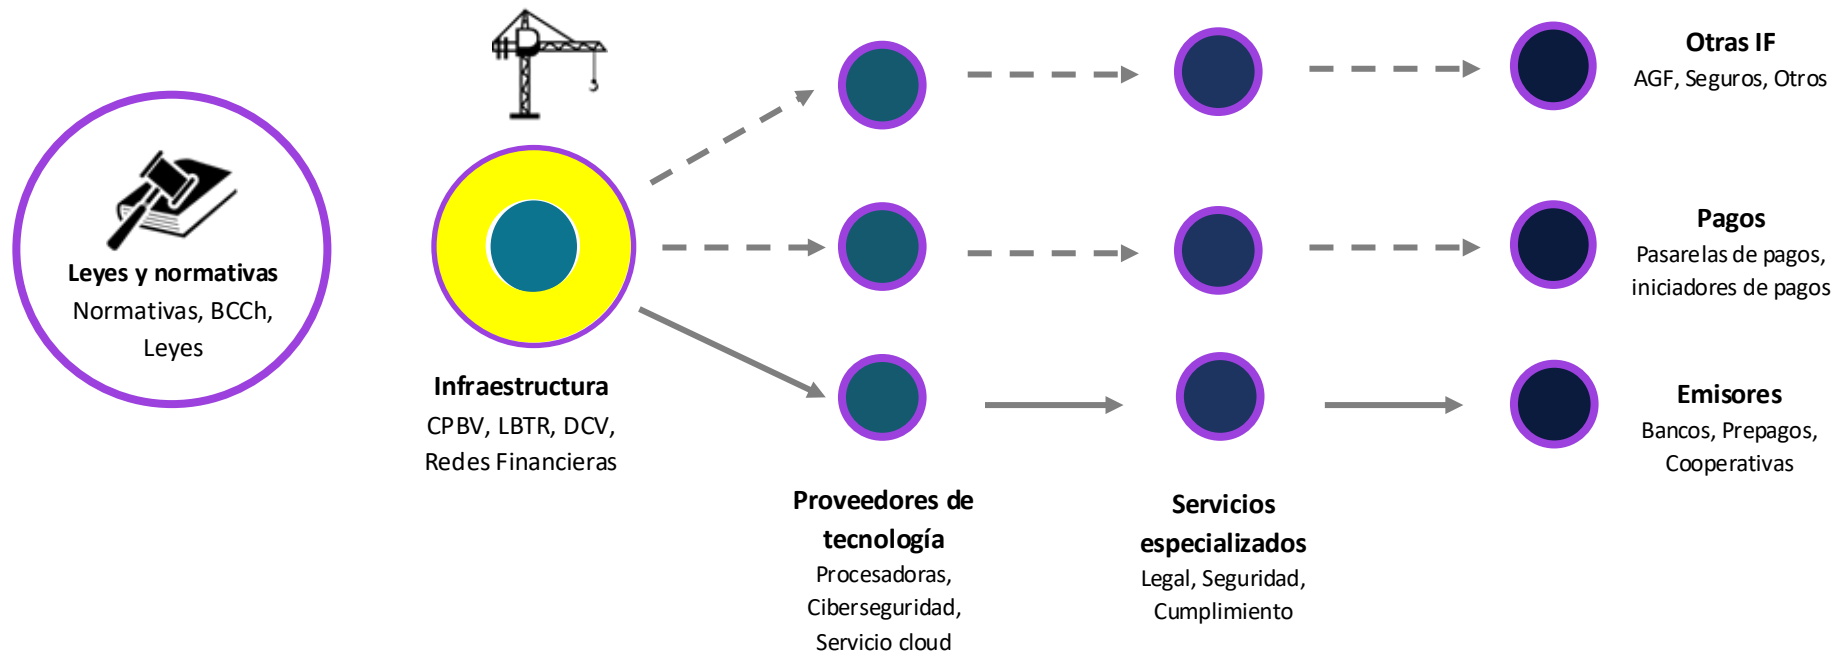 Leyes y normativas
Normativas, BCCh,
Leyes
Infraestructura
CPBV, LBTR, DCV,
Redes Financieras
Proveedores de
tecnología
Procesadoras,
Ciberseguridad,
Servicio cloud
Servicios
especializados
Legal, Seguridad,
Cumplimiento
Otras IF
AGF, Seguros, Otros
Pagos
Pasarelas de pagos,
iniciadores de pagos
Emisores
Bancos, Prepagos,
Cooperativas